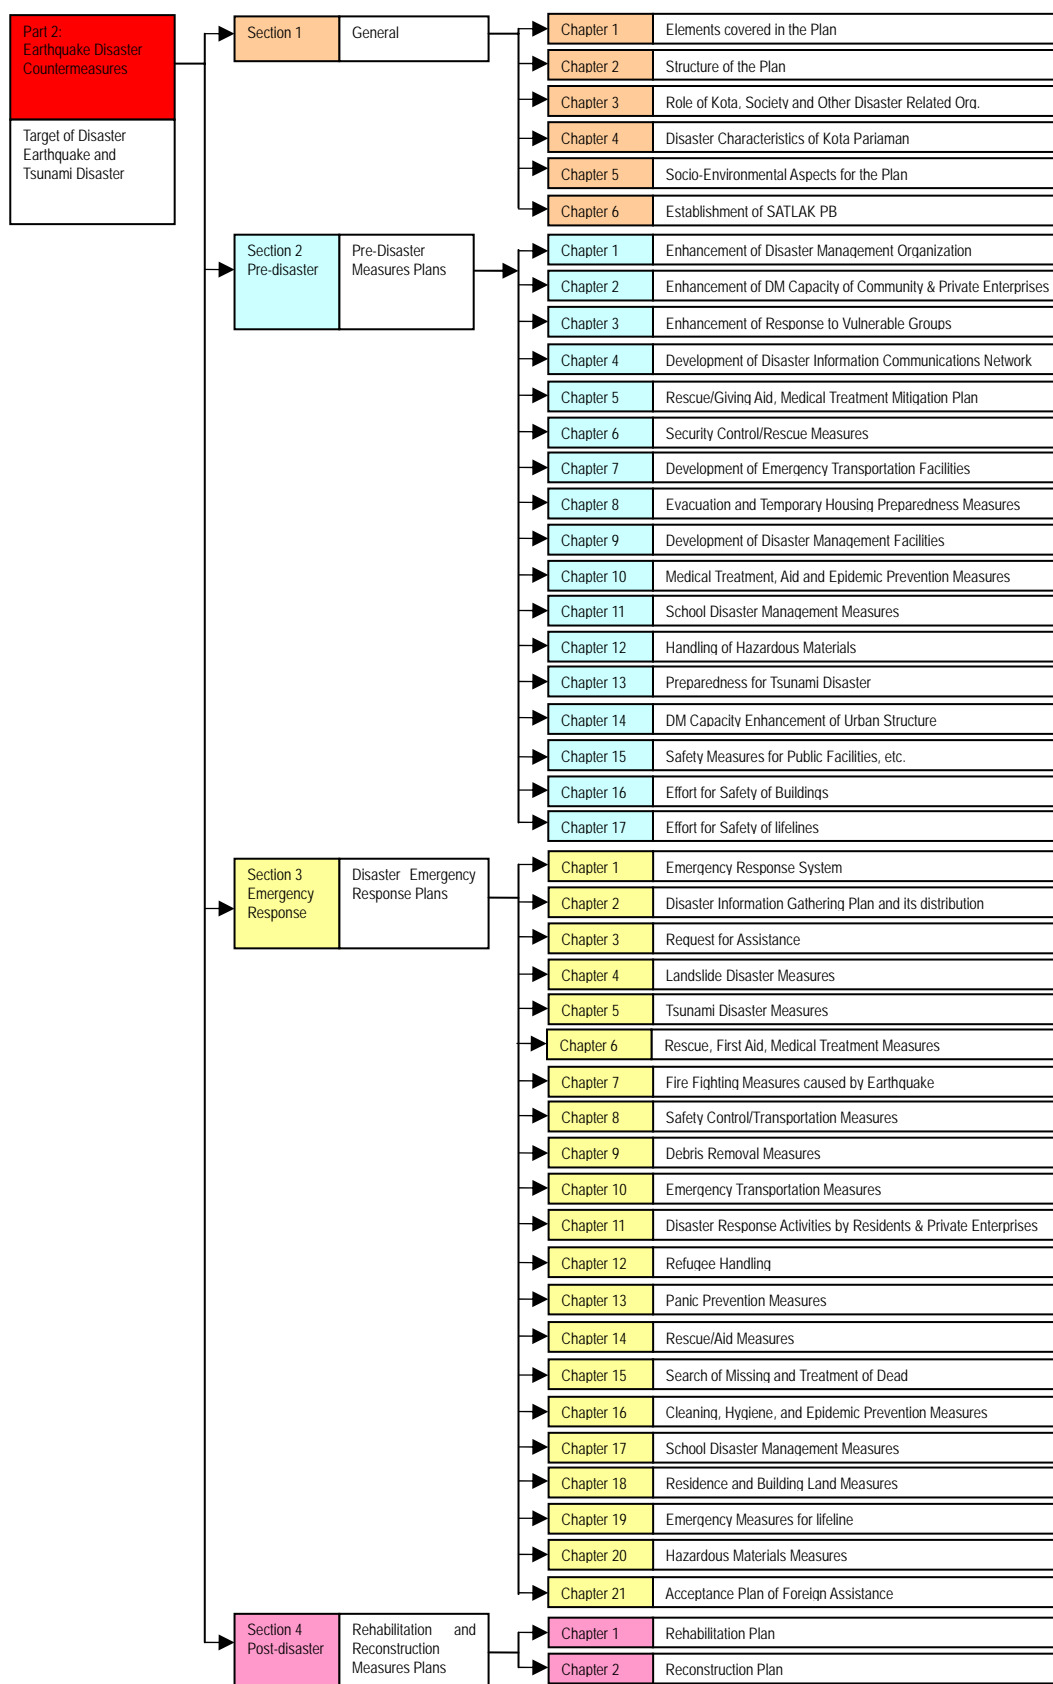 Part 2:
Earthquake Disaster
Countermeasures
Target of Disaster
Earthquake and
Tsunami Disaster
Section 1
General
Chapter 1 Elements covered in the Plan
Chapter 2 Structure of the Plan
Chapter 3 Role of Kota, Society and Other Disaster Related Org.
Chapter 4 Disaster Characteristics of Kota Pariaman
Chapter 5 Socio-Environmental Aspects for the Plan
Chapter 6 Establishment of SATLAK PB
Section 2
Pre-disaster
Pre-Disaster
Measures Plans
Chapter 1 Enhancement of Disaster Management Organization
Chapter 2 Enhancement of DM Capacity of Community & Private Enterprises
Chapter 3 Enhancement of Response to Vulnerable Groups
Chapter 4 Development of Disaster Information Communications Network
Chapter 5 Rescue/Giving Aid, Medical Treatment Mitigation Plan
Chapter 6 Security Control/Rescue Measures
Chapter 7 Development of Emergency Transportation Facilities
Chapter 8 Evacuation and Temporary Housing Preparedness Measures
Chapter 9 Development of Disaster Management Facilities
Chapter 10 Medical Treatment, Aid and Epidemic Prevention Measures
Chapter 11 School Disaster Management Measures
Chapter 12 Handling of Hazardous Materials
Chapter 13 Preparedness for Tsunami Disaster
Chapter 14 DM Capacity Enhancement of Urban Structure
Chapter 15 Safety Measures for Public Facilities, etc.
Chapter 16 Effort for Safety of Buildings
Chapter 17 Effort for Safety of lifelines
Section 3
Emergency
Response
Disaster Emergency
Response Plans
Chapter 1 Emergency Response System
Chapter 2 Disaster Information Gathering Plan and its distribution
Chapter 3 Request for Assistance
Chapter 4 Landslide Disaster Measures
Chapter 5 Tsunami Disaster Measures
Chapter 6 Rescue, First Aid, Medical Treatment Measures
Chapter 7 Fire Fighting Measures caused by Earthquake
Chapter 8 Safety Control/Transportation Measures
Chapter 9 Debris Removal Measures
Chapter 10 Emergency Transportation Measures
Chapter 11 Disaster Response Activities by Residents & Private Enterprises
Chapter 12 Refugee Handling
Chapter 13 Panic Prevention Measures
Chapter 14 Rescue/Aid Measures
Chapter 15 Search of Missing and Treatment of Dead
Chapter 16 Cleaning, Hygiene, and Epidemic Prevention Measures
Chapter 17 School Disaster Management Measures
Chapter 18 Residence and Building Land Measures
Chapter 19 Emergency Measures for lifeline
Chapter 20 Hazardous Materials Measures
Chapter 21 Acceptance Plan of Foreign Assistance
Section 4
Post-disaster
Rehabilitation and
Reconstruction
Measures Plans
Chapter 1 Rehabilitation Plan
Chapter 2 Reconstruction Plan